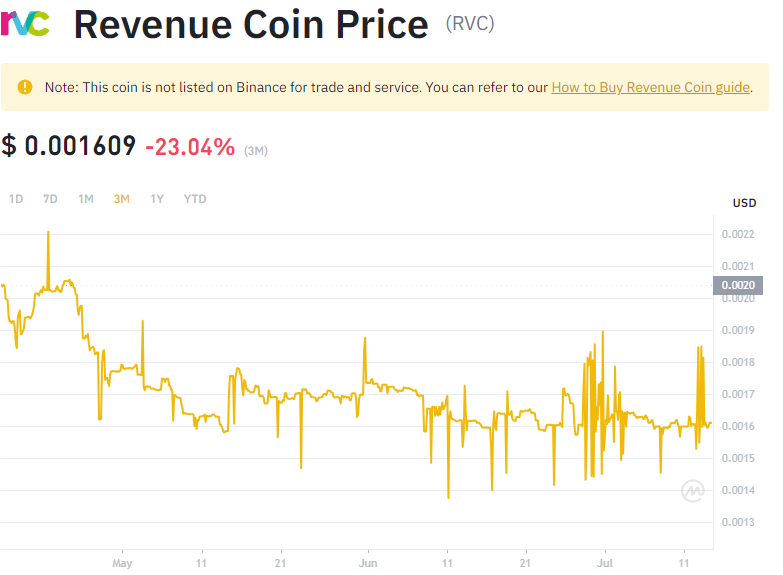 rvc Revenue Coin Price (RVC)
Note: This coin is not listed on Binance for trade and service. You can refer to our How to Buy Revenue Coin guide.
$ 0.001609 -23.04% (3M)
1D 7D 1M 3M 1Y YTD
USD
0.0022
0.0021
0.0020
0.0020
0.0019
0.0018
0.0017
0.0016
0.0015
0.0014
0.0013
May 11 21 Jun 11 21 Jul 11